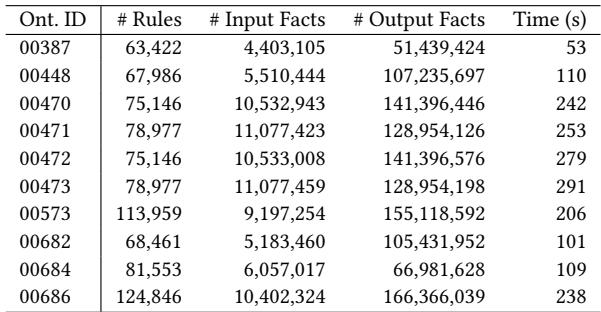 Ont. ID # Rules # Input Facts # Output Facts Time (s)
00387 63,422 4,403,105 51,439,424 53
00448 67,986 5,510,444 107,235,697 110
00470 75,146 10,532,943 141,396,446 242
00471 78,977 11,077,423 128,954,126 253
00472 75,146 10,533,008 141,396,576 279
00473 78,977 11,077,459 128,954,198 291
00573 113,959 9,197,254 155,118,592 206
00682 68,461 5,183,460 105,431,952 101
00684 81,553 6,057,017 66,981,628 109
00686 124,846 10,402,324 166,366,039 238